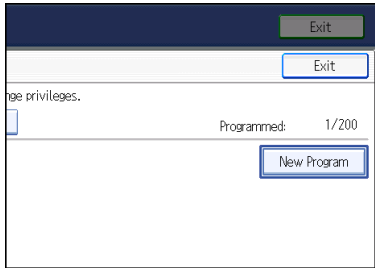 Exit
Exit
nge privileges.
Programmed: 1/200
New Program